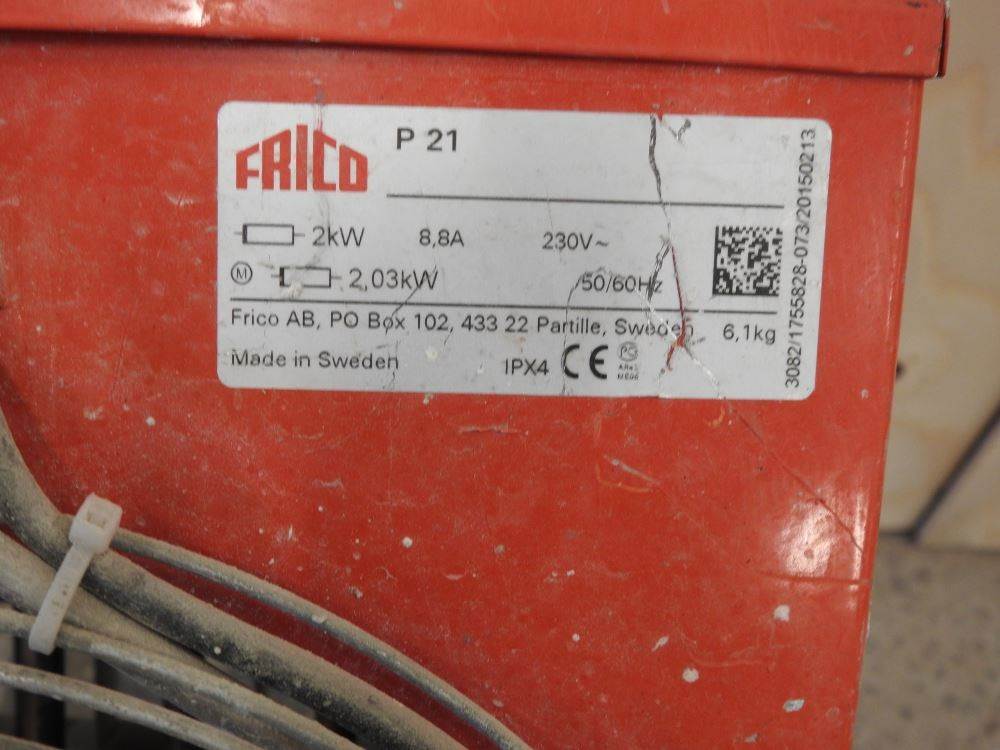 FRICO
P 21
2kW 8,8A 230V~
M 2,03kW 50/60Hz
Frico AB, PO Box 102, 433 22 Partille, Sweden 6,1kg
Made in Sweden IPX4 CE
3082/1755828-073/20150213